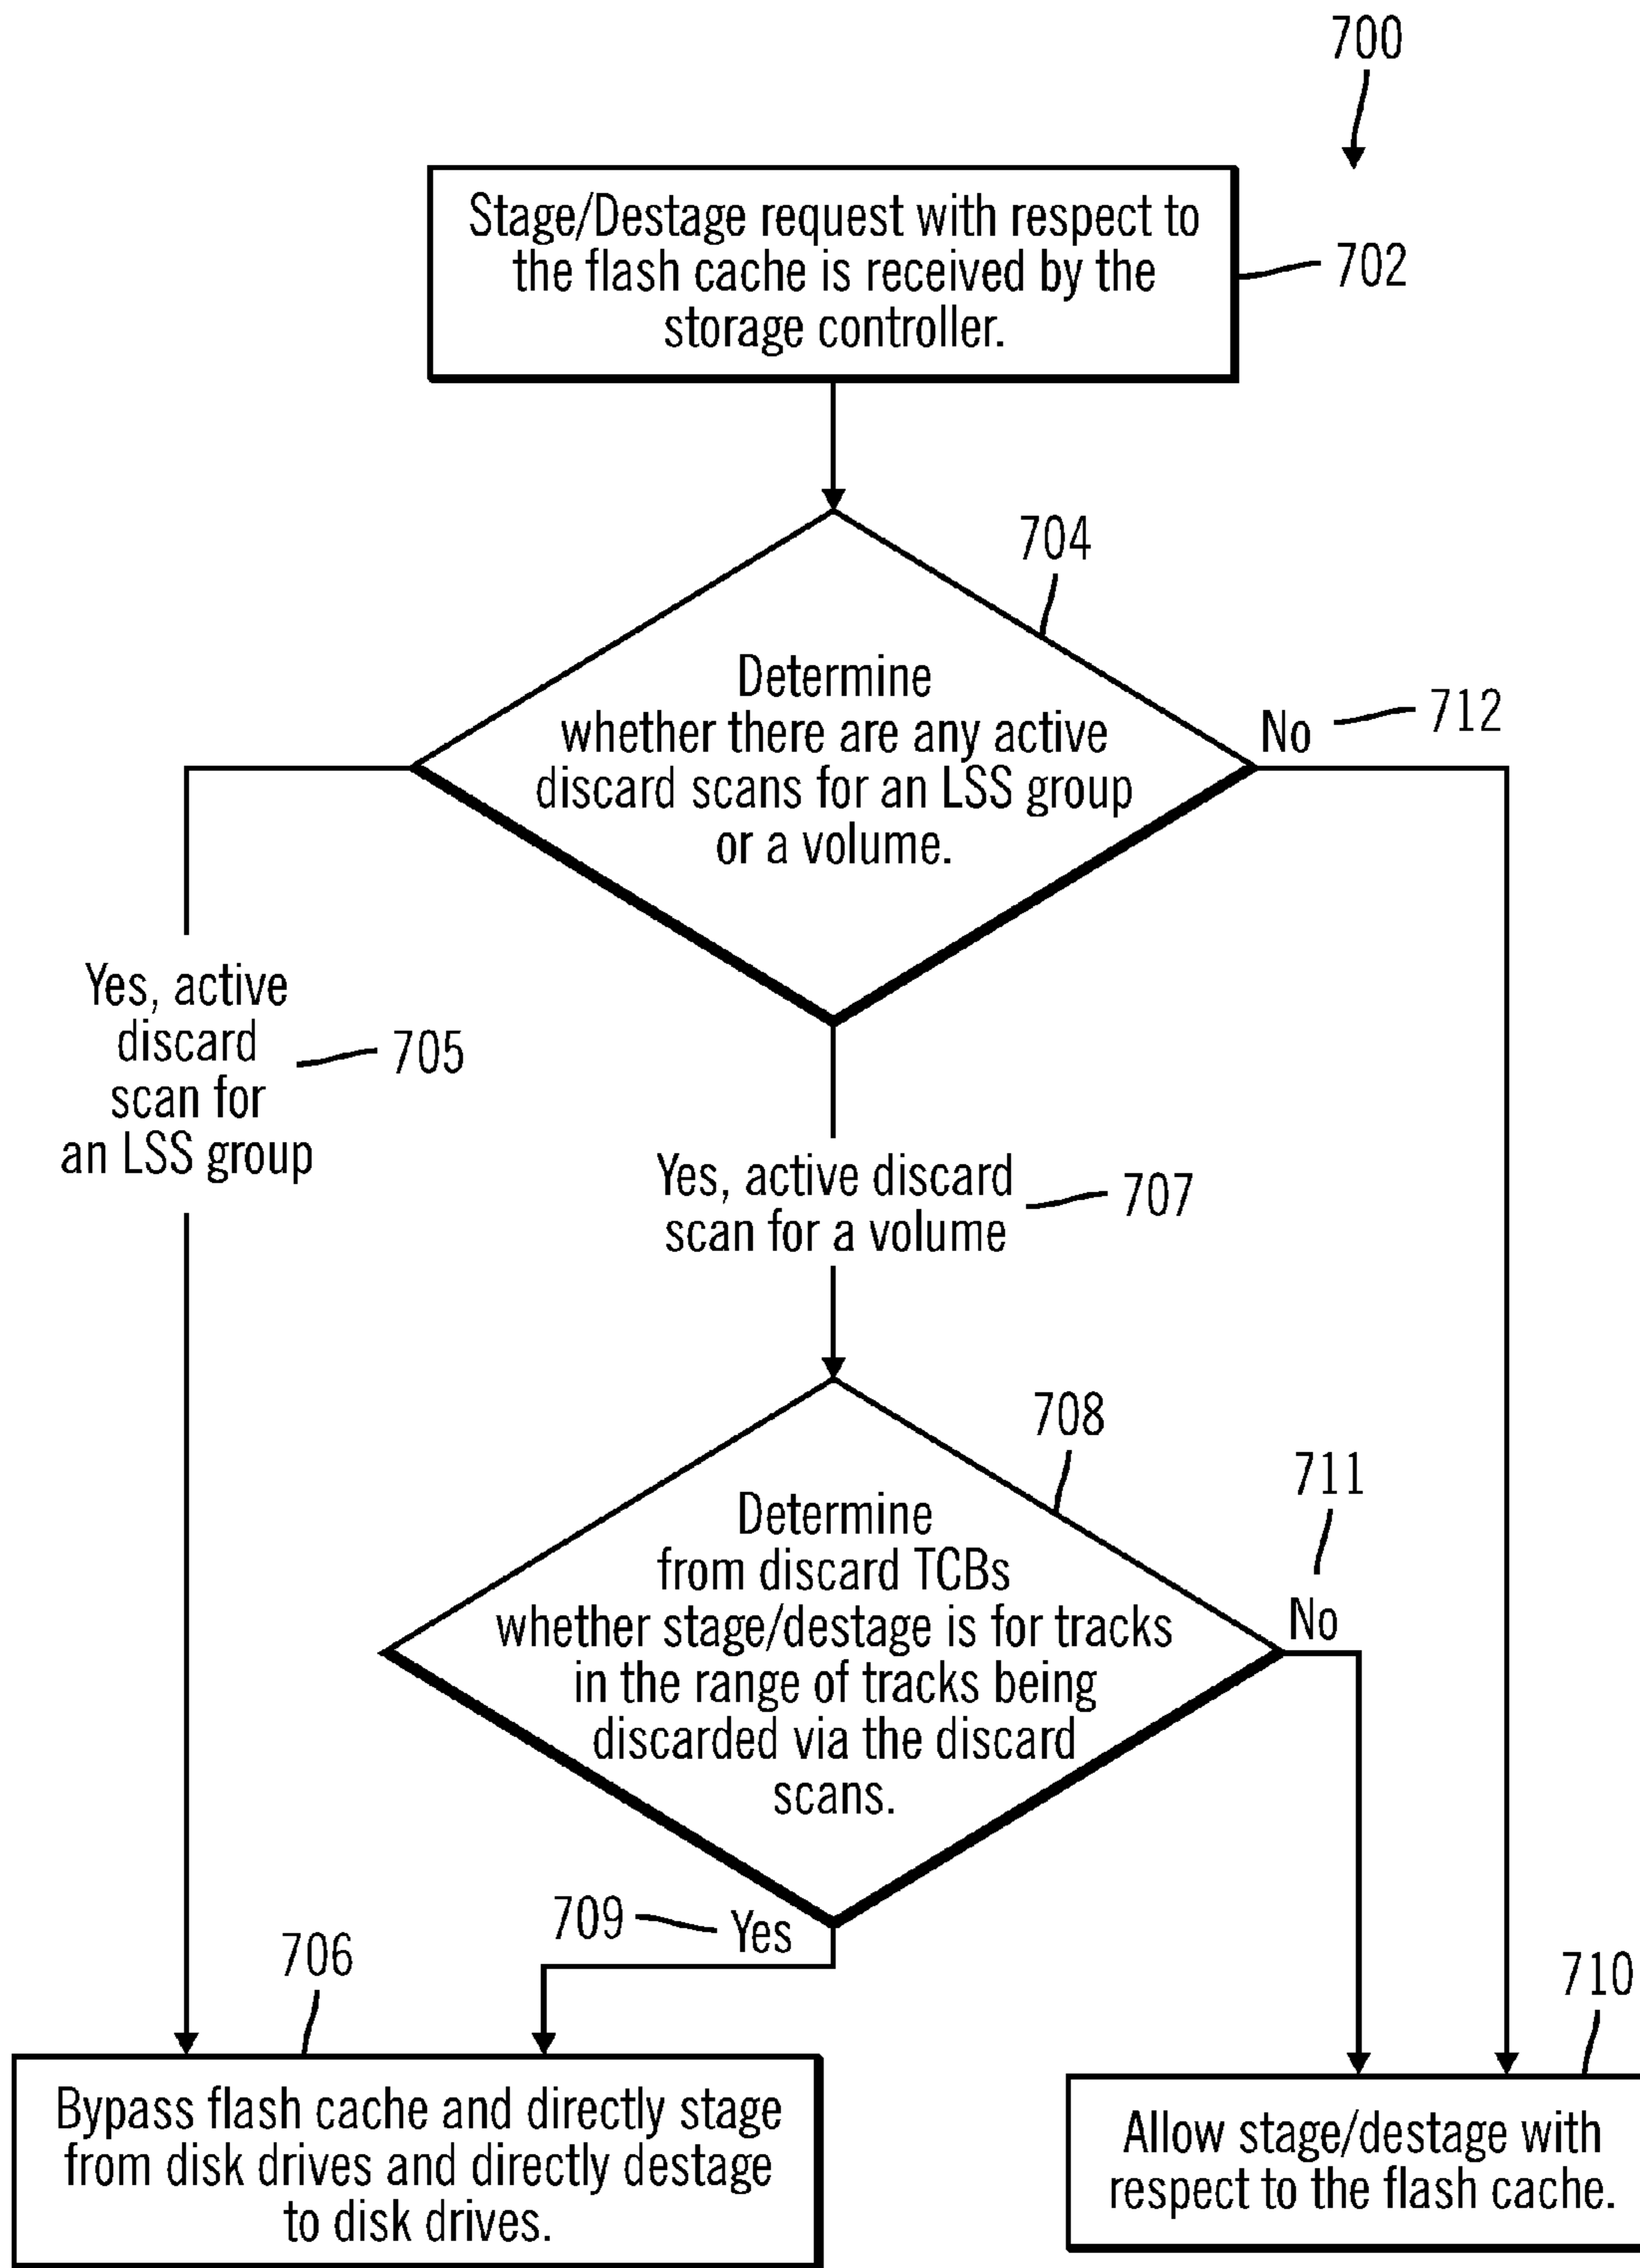 700
Stage/Destage request with respect to
the flash cache is received by the
storage controller.
702
704
Determine
whether there are any active
discard scans for an LSS group
or a volume.
No
712
Yes, active
discard
scan for
an LSS group
705
Yes, active discard
scan for a volume
707
708
711
Determine
from discard TCBs
whether stage/destage is for tracks
in the range of tracks being
discarded via the discard
scans.
No
709
Yes
706
710
Bypass flash cache and directly stage
from disk drives and directly destage
to disk drives.
Allow stage/destage with
respect to the flash cache.